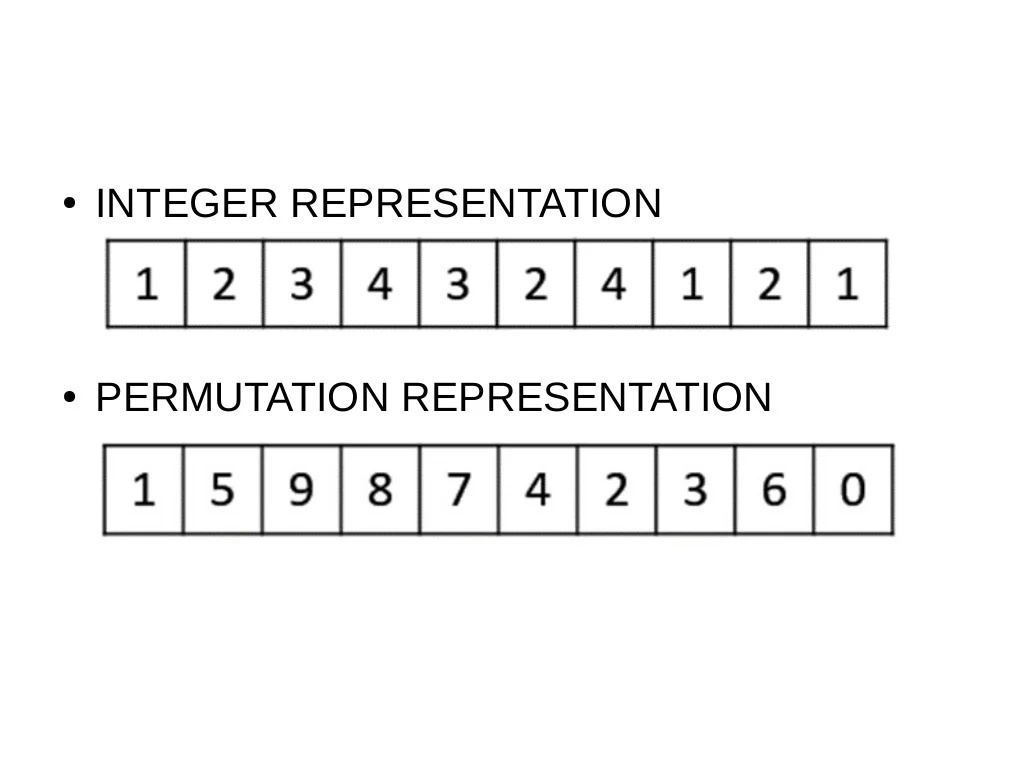 • INTEGER REPRESENTATION
1 2 3 4 3 2 4 1 2 1
• PERMUTATION REPRESENTATION
1 5 9 8 7 4 2 3 6 0